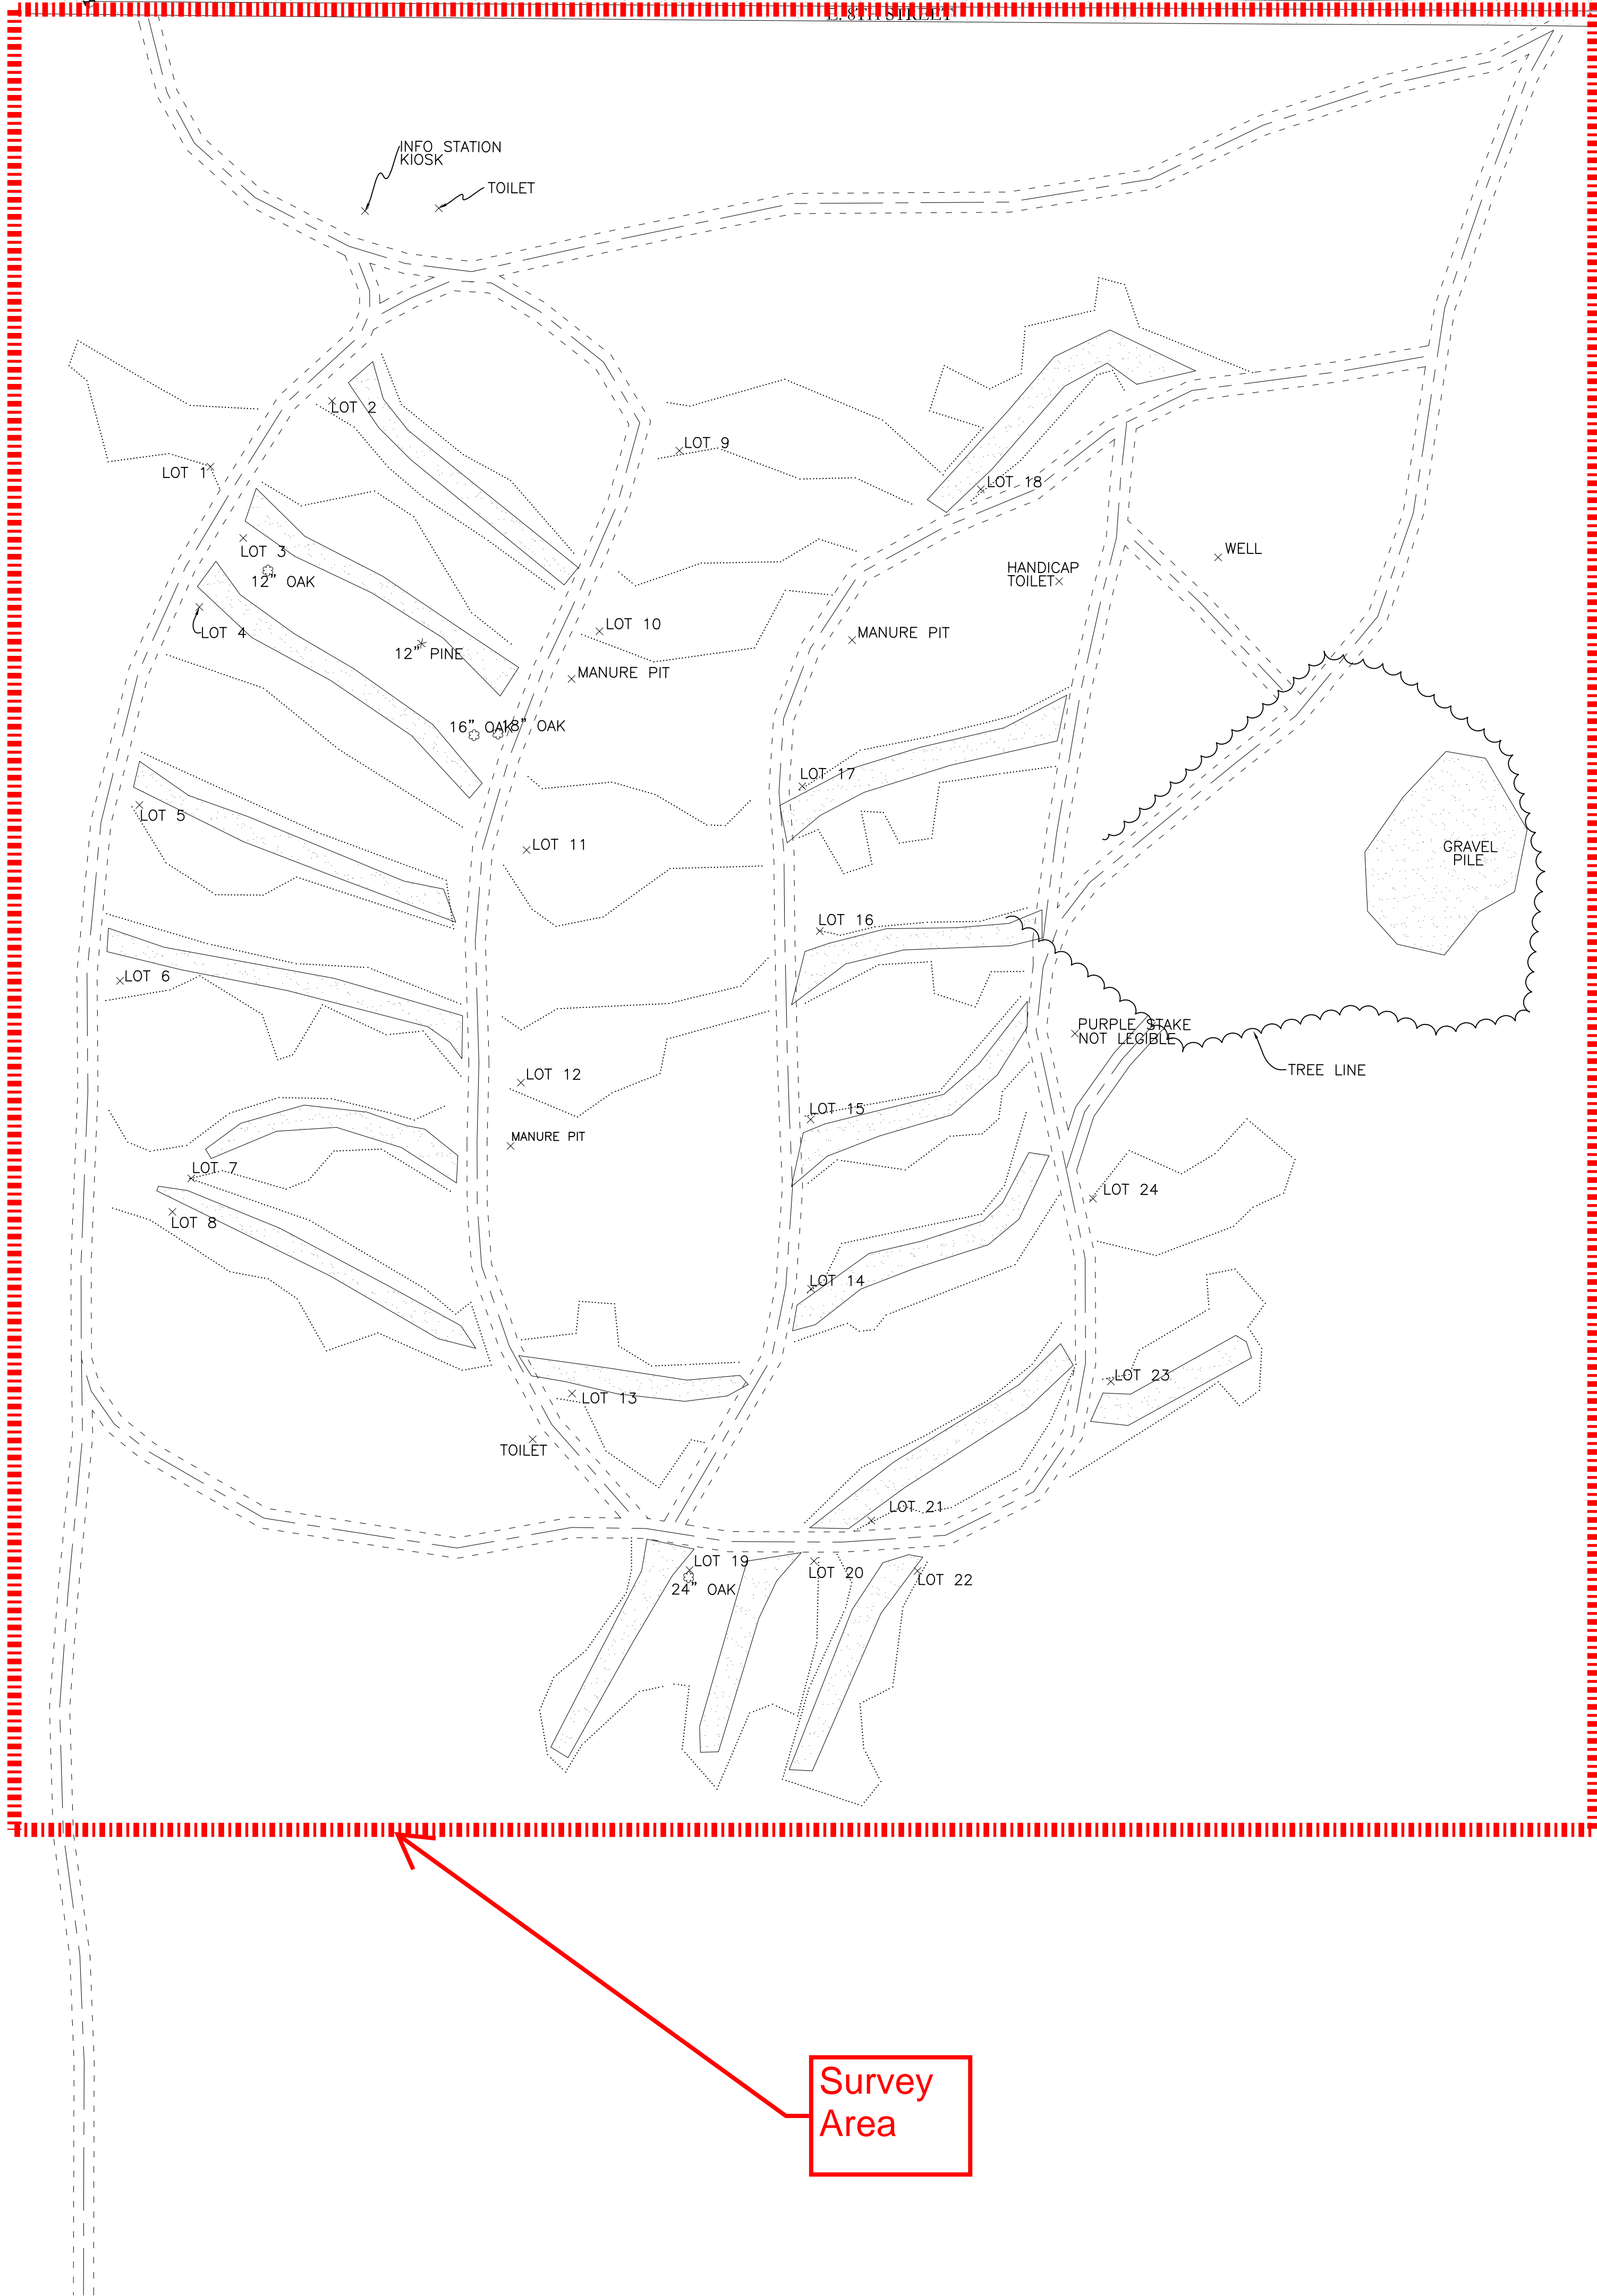 E. 8TH STREET
INFO STATION
KIOSK
TOILET
LOT 2
LOT 9
LOT 1
LOT 18
LOT 3
12" OAK
WELL
HANDICAP
TOILET
LOT 4
LOT 10
MANURE PIT
12" PINE
MANURE PIT
16" OAK
18" OAK
LOT 17
LOT 5
LOT 11
GRAVEL
PILE
LOT 16
LOT 6
PURPLE STAKE
NOT LEGIBLE
TREE LINE
LOT 12
LOT 15
MANURE PIT
LOT 7
LOT 24
LOT 8
LOT 14
LOT 23
LOT 13
TOILET
LOT 21
LOT 19
24" OAK
LOT 20
LOT 22
Survey
Area